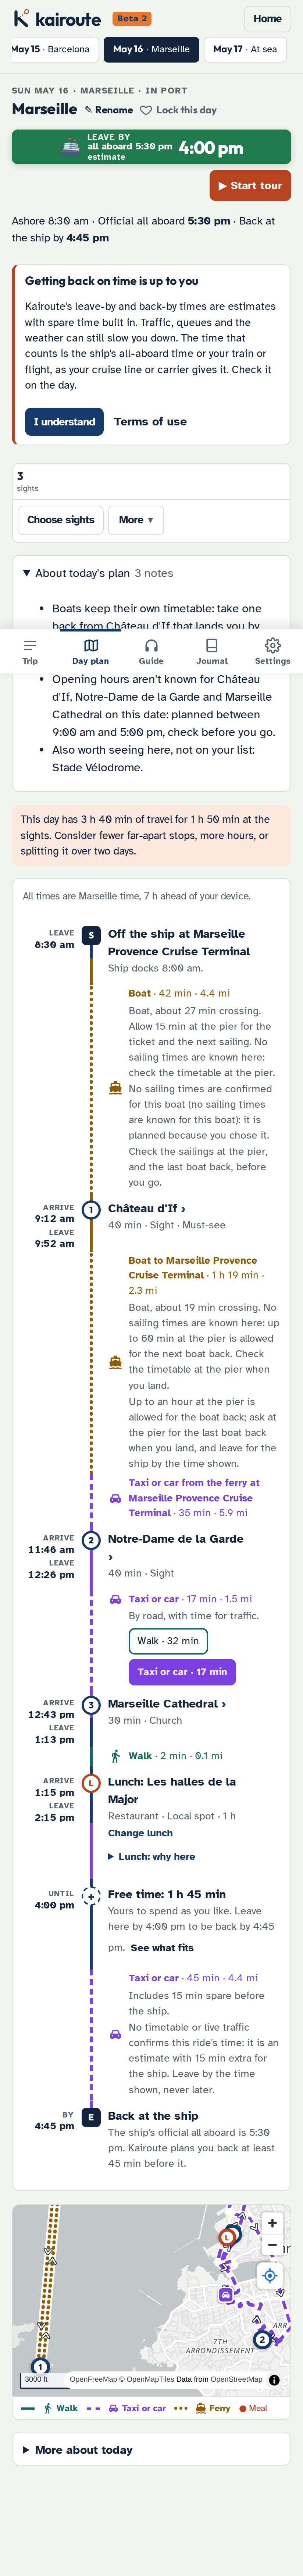 kairoute
Beta 2
Home
May 15 · Barcelona
May 16 · Marseille
May 17 · At sea
SUN MAY 16 · MARSEILLE · IN PORT
Marseille
✎ Rename
Lock this day
LEAVE BY
all aboard 5:30 pm
estimate
4:00 pm
▶ Start tour
Ashore 8:30 am · Official all aboard 5:30 pm · Back at
the ship by 4:45 pm
Getting back on time is up to you
Kairoute's leave-by and back-by times are estimates
with spare time built in. Traffic, queues and the
weather can still slow you down. The time that
counts is the ship's all-aboard time or your train or
flight, as your cruise line or carrier gives it. Check it
on the day.
I understand
Terms of use
3
sights
Choose sights
More ▾
▼ About today's plan 3 notes
• Boats keep their own timetable: take one
back from Château d'If that lands you by
Trip
Day plan
Guide
Journal
Settings
• Opening hours aren't known for Château
d'If, Notre-Dame de la Garde and Marseille
Cathedral on this date: planned between
9:00 am and 5:00 pm, check before you go.
• Also worth seeing here, not on your list:
Stade Vélodrome.
This day has 3 h 40 min of travel for 1 h 50 min at the
sights. Consider fewer far-apart stops, more hours, or
splitting it over two days.
All times are Marseille time, 7 h ahead of your device.
LEAVE
8:30 am
S
Off the ship at Marseille
Provence Cruise Terminal
Ship docks 8:00 am.
Boat · 42 min · 4.4 mi
Boat, about 27 min crossing.
Allow 15 min at the pier for the
ticket and the next sailing. No
sailing times are known here:
check the timetable at the pier.
No sailing times are confirmed
for this boat (no sailing times
are known for this boat): it is
planned because you chose it.
Check the sailings at the pier,
and the last boat back, before
you go.
ARRIVE
9:12 am
LEAVE
9:52 am
1
Château d'If ›
40 min · Sight · Must-see
Boat to Marseille Provence
Cruise Terminal · 1 h 19 min ·
2.3 mi
Boat, about 19 min crossing. No
sailing times are known here: up
to 60 min at the pier is allowed
for the next boat back. Check
the timetable at the pier when
you land.
Up to an hour at the pier is
allowed for the boat back; ask at
the pier for the last boat back
when you land, and leave for the
ship by the time shown.
Taxi or car from the ferry at
Marseille Provence Cruise
Terminal · 35 min · 5.9 mi
ARRIVE
11:46 am
LEAVE
12:26 pm
2
Notre-Dame de la Garde
›
40 min · Sight
Taxi or car · 17 min · 1.5 mi
By road, with time for traffic.
Walk · 32 min
Taxi or car · 17 min
ARRIVE
12:43 pm
LEAVE
1:13 pm
3
Marseille Cathedral ›
30 min · Church
Walk · 2 min · 0.1 mi
ARRIVE
1:15 pm
LEAVE
2:15 pm
L
Lunch: Les halles de la
Major
Restaurant · Local spot · 1 h
Change lunch
▶ Lunch: why here
UNTIL
4:00 pm
+
Free time: 1 h 45 min
Yours to spend as you like. Leave
here by 4:00 pm to be back by 4:45
pm. See what fits
Taxi or car · 45 min · 4.4 mi
Includes 15 min spare before
the ship.
No timetable or live traffic
confirms this ride's time: it is an
estimate with 15 min extra for
the ship. Leave by the time
shown, never later.
BY
4:45 pm
E
Back at the ship
The ship's official all aboard is 5:30
pm. Kairoute plans you back at least
45 min before it.
L
+
−
7TH
ARRONDISSEMENT
ARR
2
1
3000 ft
OpenFreeMap © OpenMapTiles Data from OpenStreetMap
Walk
Taxi or car
Ferry
Meal
▶ More about today